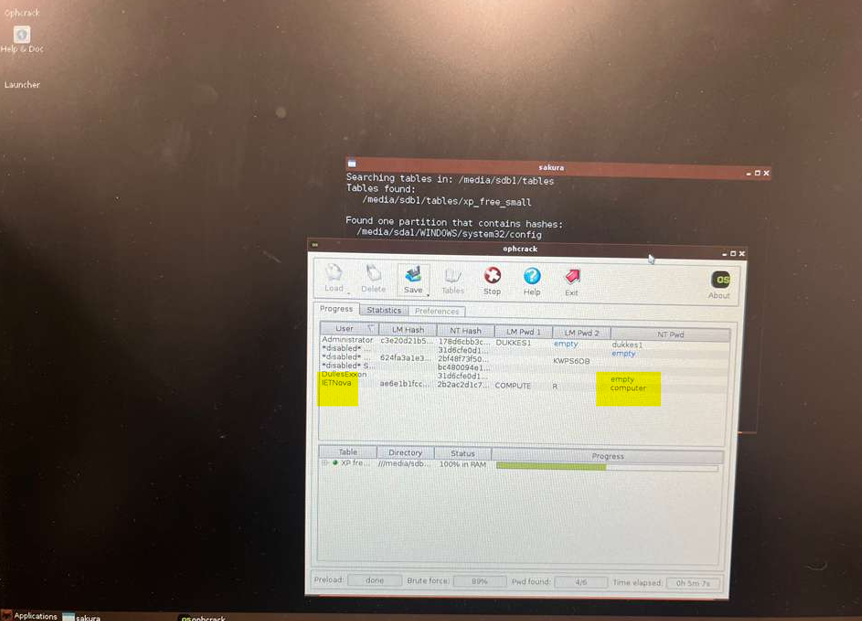 Ophcrack
Help & Doc
Launcher
sakura
Searching tables in: /media/sdb1/tables
Tables found:
/media/sdb1/tables/xp_free_small
Found one partition that contains hashes:
/media/sda1/WINDOWS/system32/config
ophcrack
Load Delete Save Tables Stop Help Exit
OS
About
Progress Statistics Preferences
User LM Hash NT Hash LM Pwd 1 LM Pwd 2 NT Pwd
Administrator c3e20d21b5... 178d6cbb3c... DUKKES1 empty dukkes1
*disabled* ... 31d6cfe0d1... empty
*disabled* ... 624fa3a1e3... 2bf48f73f50... KWPS6DB
*disabled* S... bc480094e1...
DullesExxon 31d6cfe0d1... empty
IETNova ae6e1b1fcc... 2b2ac2d1c7... COMPUTE R computer
Table Directory Status Progress
XP fre... ///media/sdb... 100% in RAM
Preload: done Brute force: 89% Pwd found: 4/6 Time elapsed: 0h 5m 7s
Applications sakura OS ophcrack